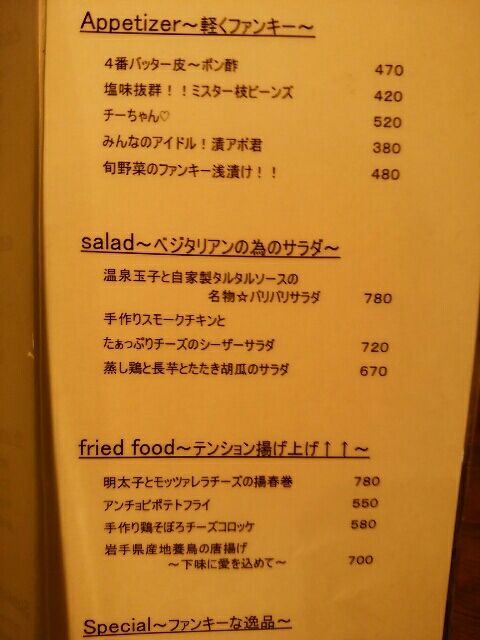 Appetizer～軽くファンキー～
4番バッター皮～ポン酢 470
塩味抜群！！ミスター枝ビーンズ 420
チーちゃん♡ 520
みんなのアイドル！漬アボ君 380
旬野菜のファンキー浅漬け！！ 480
salad～ベジタリアンの為のサラダ～
温泉玉子と自家製タルタルソースの
名物☆パリパリサラダ 780
手作りスモークチキンと
たぁっぷりチーズのシーザーサラダ 720
蒸し鶏と長芋とたたき胡瓜のサラダ 670
fried food～テンション揚げ上げ↑↑～
明太子とモッツァレラチーズの揚春巻 780
アンチョビポテトフライ 550
手作り鶏そぼろチーズコロッケ 580
岩手県産地養鳥の唐揚げ
～下味に愛を込めて～ 700
Special～ファンキーな逸品～